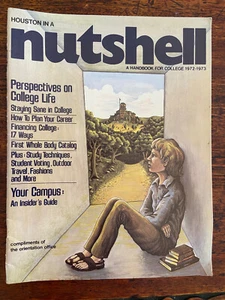 HOUSTON IN A
nutshell
A HANDBOOK FOR COLLEGE 1972-1973
Perspectives on
College Life
Staying Sane in College
How To Plan Your Career
Financing College:
17 Ways
First Whole Body Catalog
Plus: Study Techniques,
Student Voting, Outdoor
Travel, Fashions
and More
Your Campus:
An Insider's Guide
compliments of
the orientation office